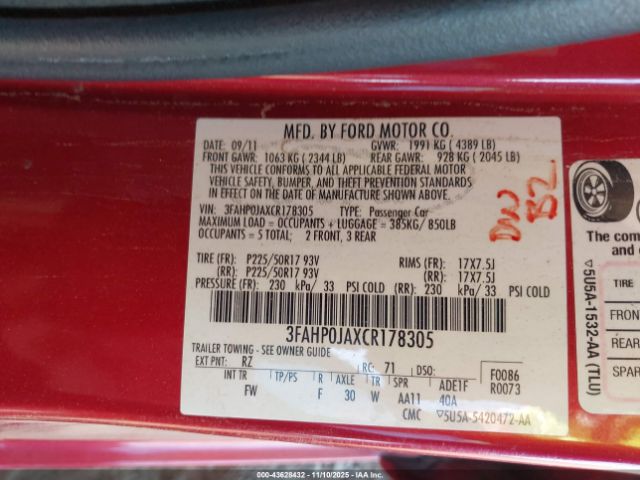 MFD. BY FORD MOTOR CO.
DATE: 09/11 GVWR: 1991 KG ( 4389 LB)
FRONT GAWR: 1063 KG ( 2344 LB) REAR GAWR: 928 KG ( 2045 LB)
THIS VEHICLE CONFORMS TO ALL APPLICABLE FEDERAL MOTOR
VEHICLE SAFETY, BUMPER, AND THEFT PREVENTION STANDARDS
IN EFFECT ON THE DATE OF MANUFACTURE SHOWN ABOVE.
VIN: 3FAHP0JAXCR178305 TYPE: Passenger Car
MAXIMUM LOAD = OCCUPANTS + LUGGAGE = 385KG/ 850LB
OCCUPANTS = 5 TOTAL: 2 FRONT, 3 REAR
TIRE (FR): P225/50R17 93V RIMS (FR): 17X7.5J
(RR): P225/50R17 93V (RR): 17X7.5J
PRESSURE (FR): 230 kPa/ 33 PSI COLD (RR): 230 kPa/ 33 PSI COLD
3FAHP0JAXCR178305
TRAILER TOWING - SEE OWNER GUIDE
EXT PNT: RZ RC: 71 DSO: F0086
INT TR TP/PS R AXLE TR SPR ADE1F R0073
FW F 30 W AA11 40A
CMC ▽5U5A-5420472-AA
B2
The com
and
▽5U5A-1532-AA (TLU)
TIRE
FRON
REAR
SPAR
000-43628432 - 11/10/2025 - IAAI.com